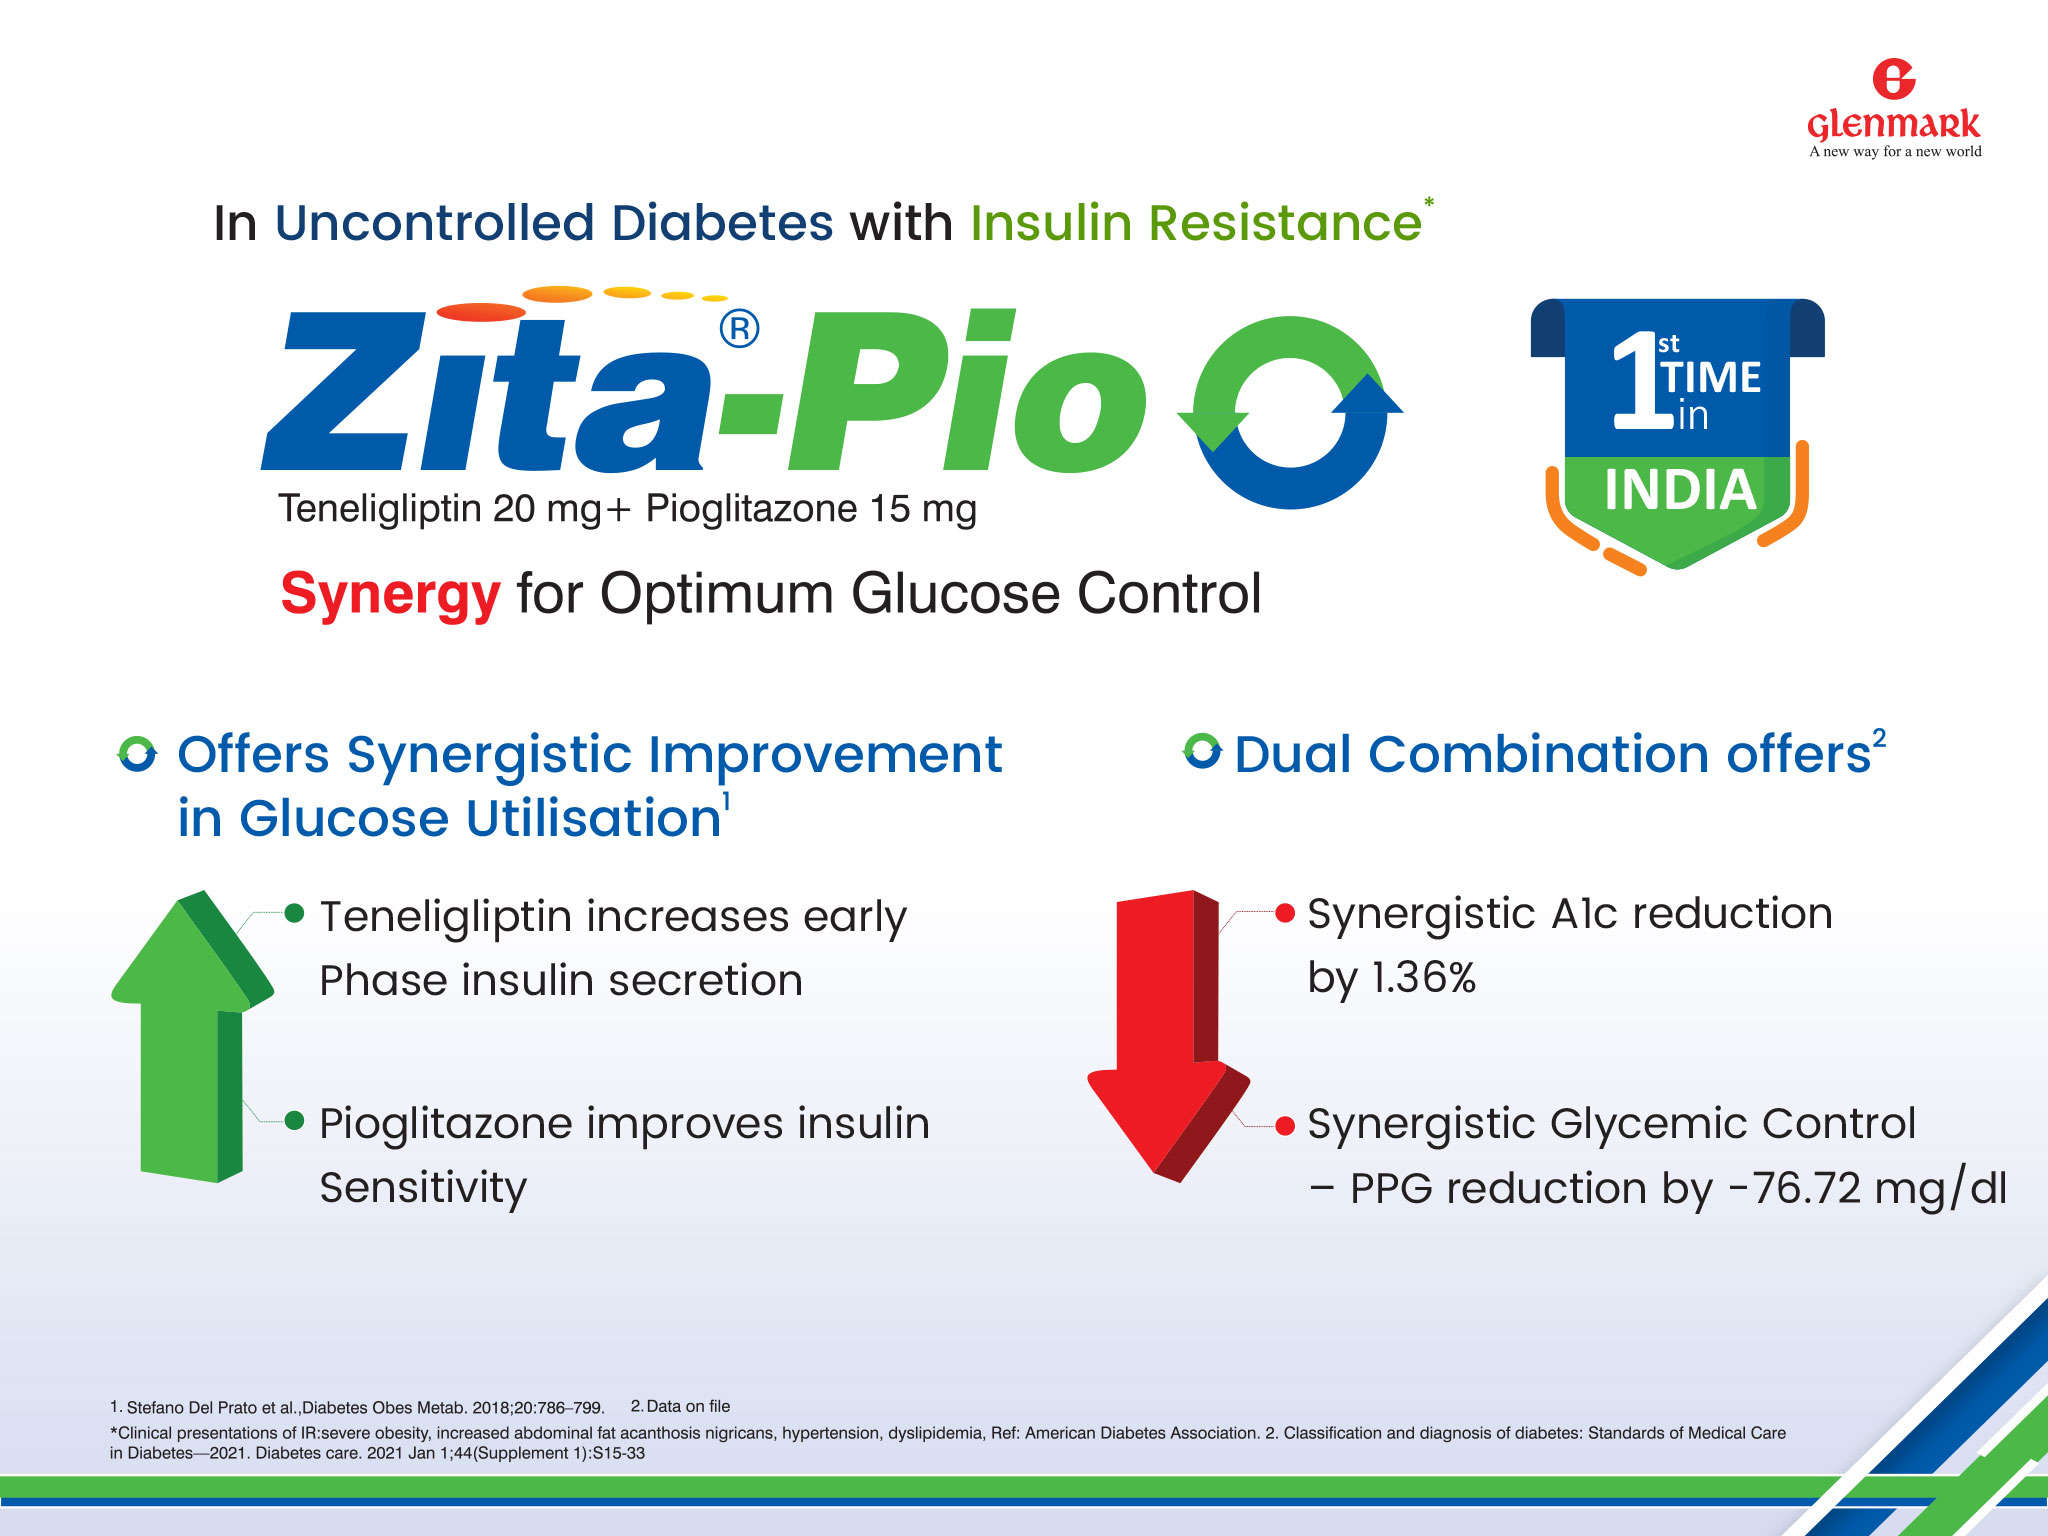 glenmark
A new way for a new world
In Uncontrolled Diabetes with Insulin Resistance*
Zita®-Pio
1st TIME in
INDIA
Teneligliptin 20 mg+ Pioglitazone 15 mg
Synergy for Optimum Glucose Control
Offers Synergistic Improvement
in Glucose Utilisation1
Teneligliptin increases early
Phase insulin secretion
Pioglitazone improves insulin
Sensitivity
Dual Combination offers2
Synergistic A1c reduction
by 1.36%
Synergistic Glycemic Control
– PPG reduction by -76.72 mg/dl
1. Stefano Del Prato et al.,Diabetes Obes Metab. 2018;20:786–799. 2. Data on file
*Clinical presentations of IR:severe obesity, increased abdominal fat acanthosis nigricans, hypertension, dyslipidemia, Ref: American Diabetes Association. 2. Classification and diagnosis of diabetes: Standards of Medical Care
in Diabetes—2021. Diabetes care. 2021 Jan 1;44(Supplement 1):S15-33